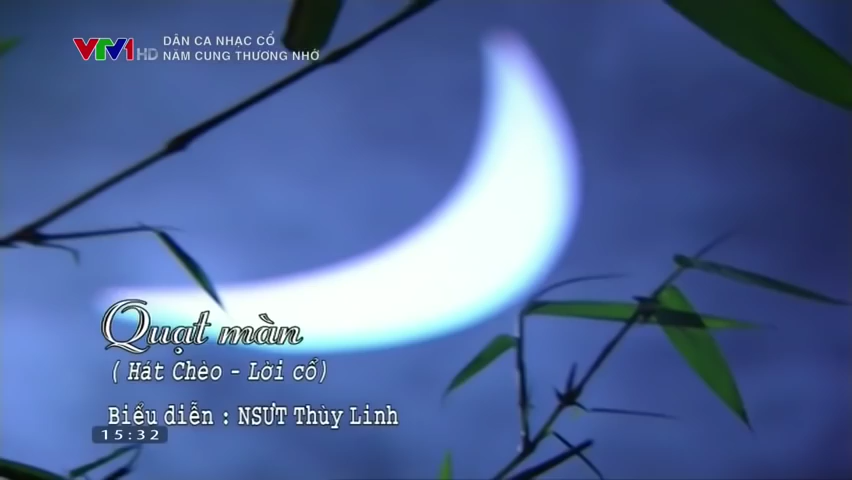 VTV1 HD
DÂN CA NHẠC CỔ
NĂM CUNG THƯƠNG NHỚ
Quạt màn
( Hát Chèo - Lời cổ)
Biểu diễn : NSƯT Thùy Linh
15:32